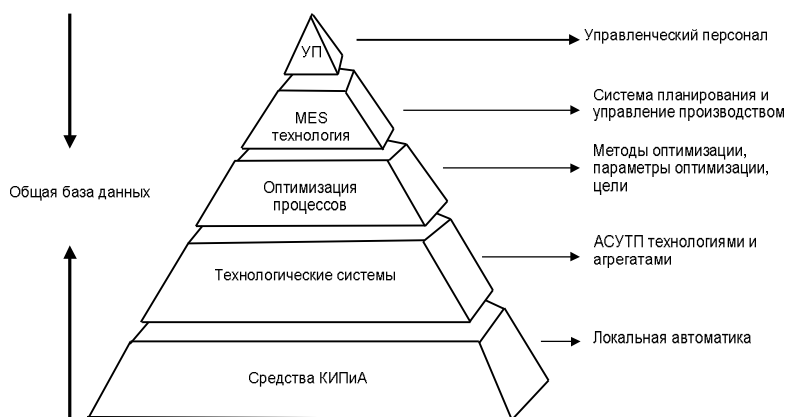 УП
Управленческий персонал
MES
технология
Система планирования и
управление производством
Оптимизация
процессов
Методы оптимизации,
параметры оптимизации,
цели
Общая база данных
Технологические системы
АСУТП технологиями и
агрегатами
Средства КИПиА
Локальная автоматика